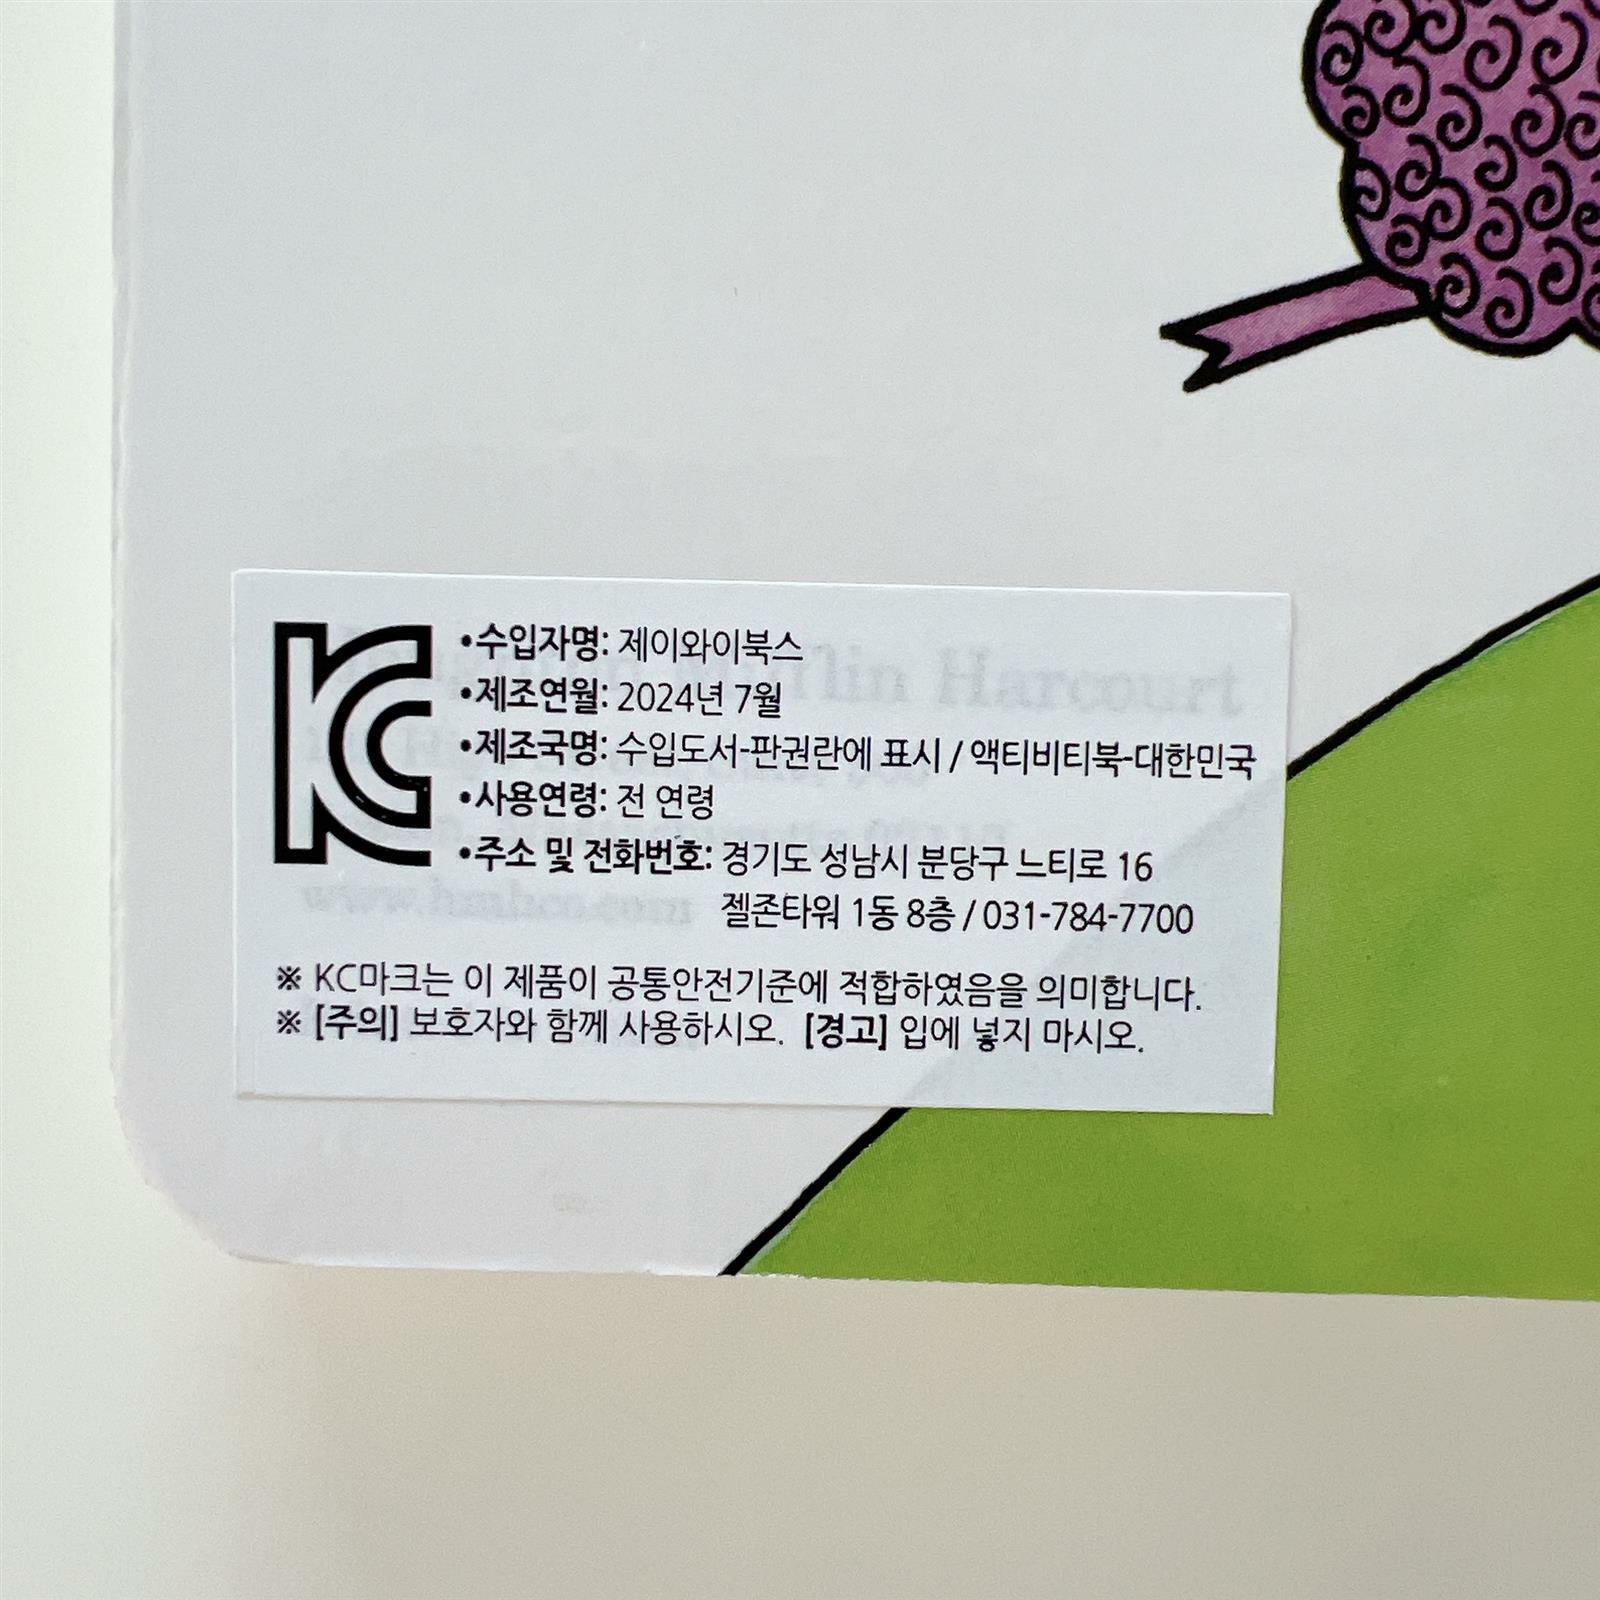 KC
•수입자명: 제이와이북스
•제조연월: 2024년 7월
•제조국명: 수입도서-판권란에 표시 / 액티비티북-대한민국
•사용연령: 전 연령
•주소 및 전화번호: 경기도 성남시 분당구 느티로 16
젤존타워 1동 8층 / 031-784-7700
※ KC마크는 이 제품이 공통안전기준에 적합하였음을 의미합니다.
※ [주의] 보호자와 함께 사용하시오. [경고] 입에 넣지 마시오.
Harcourt
www.hmhco.com